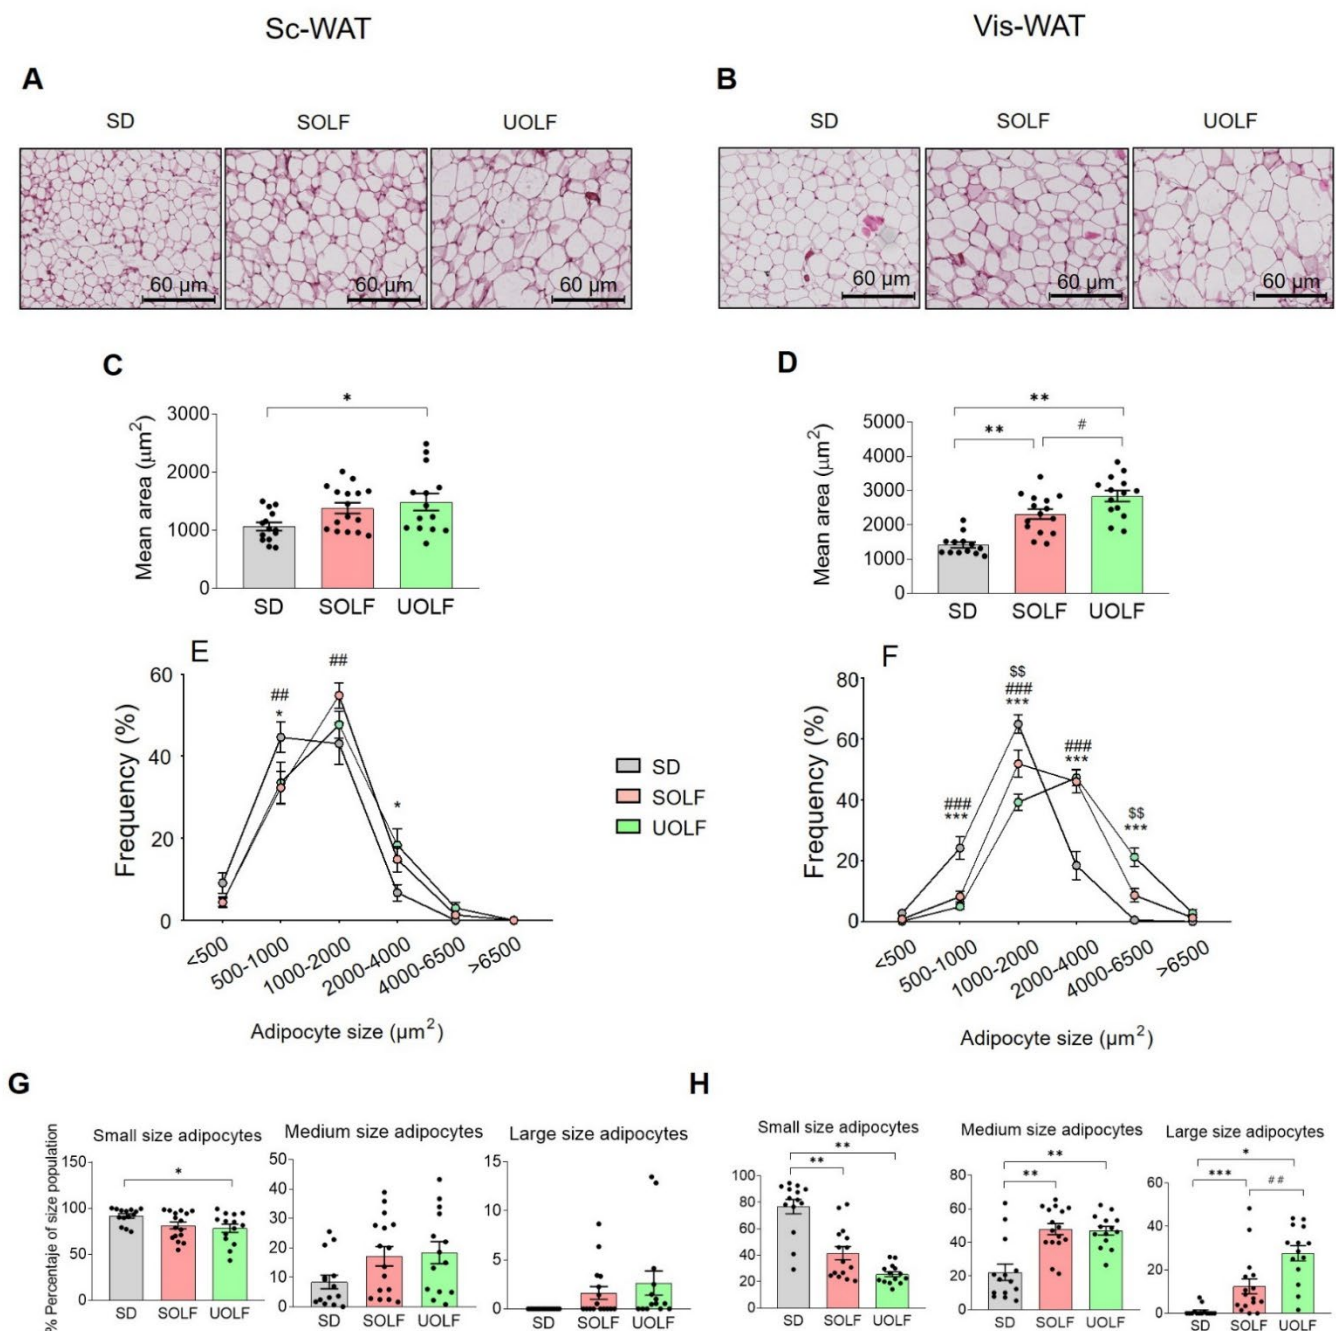 Sc-WAT
Vis-WAT
A
B
SD
SOLF
UOLF
SD
SOLF
UOLF
60 µm
60 µm
60 µm
60 µm
60 µm
60 µm
C
Mean area (µm²)
3000
2000
1000
0
*
SD
SOLF
UOLF
D
Mean area (µm²)
5000
4000
3000
2000
1000
0
**
**
#
SD
SOLF
UOLF
E
Frequency (%)
60
40
20
0
##
*
##
*
<500
500-1000
1000-2000
2000-4000
4000-6500
>6500
Adipocyte size (µm²)
SD
SOLF
UOLF
F
Frequency (%)
80
60
40
20
0
###
***
$$
###
***
###
***
$$
***
<500
500-1000
1000-2000
2000-4000
4000-6500
>6500
Adipocyte size (µm²)
G
% Percentaje of size population
Small size adipocytes
150
100
50
0
*
SD
SOLF
UOLF
Medium size adipocytes
50
40
30
20
10
0
SD
SOLF
UOLF
Large size adipocytes
15
10
5
0
SD
SOLF
UOLF
H
Small size adipocytes
100
80
60
40
20
0
**
**
SD
SOLF
UOLF
Medium size adipocytes
80
60
40
20
0
**
**
SD
SOLF
UOLF
Large size adipocytes
60
40
20
0
*
***
##
SD
SOLF
UOLF